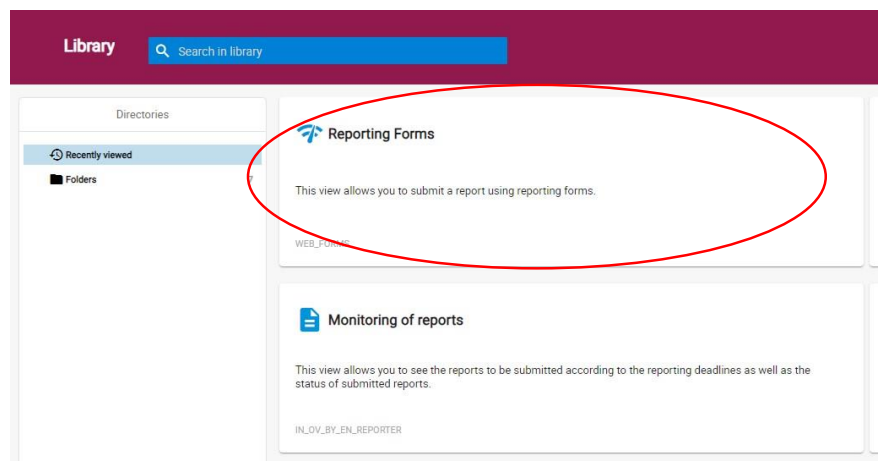 Library
Search in library
Directories
Recently viewed
Folders
Reporting Forms
This view allows you to submit a report using reporting forms.
WEB_FORMS
Monitoring of reports
This view allows you to see the reports to be submitted according to the reporting deadlines as well as the
status of submitted reports.
IN_OV_BY_EN_REPORTER